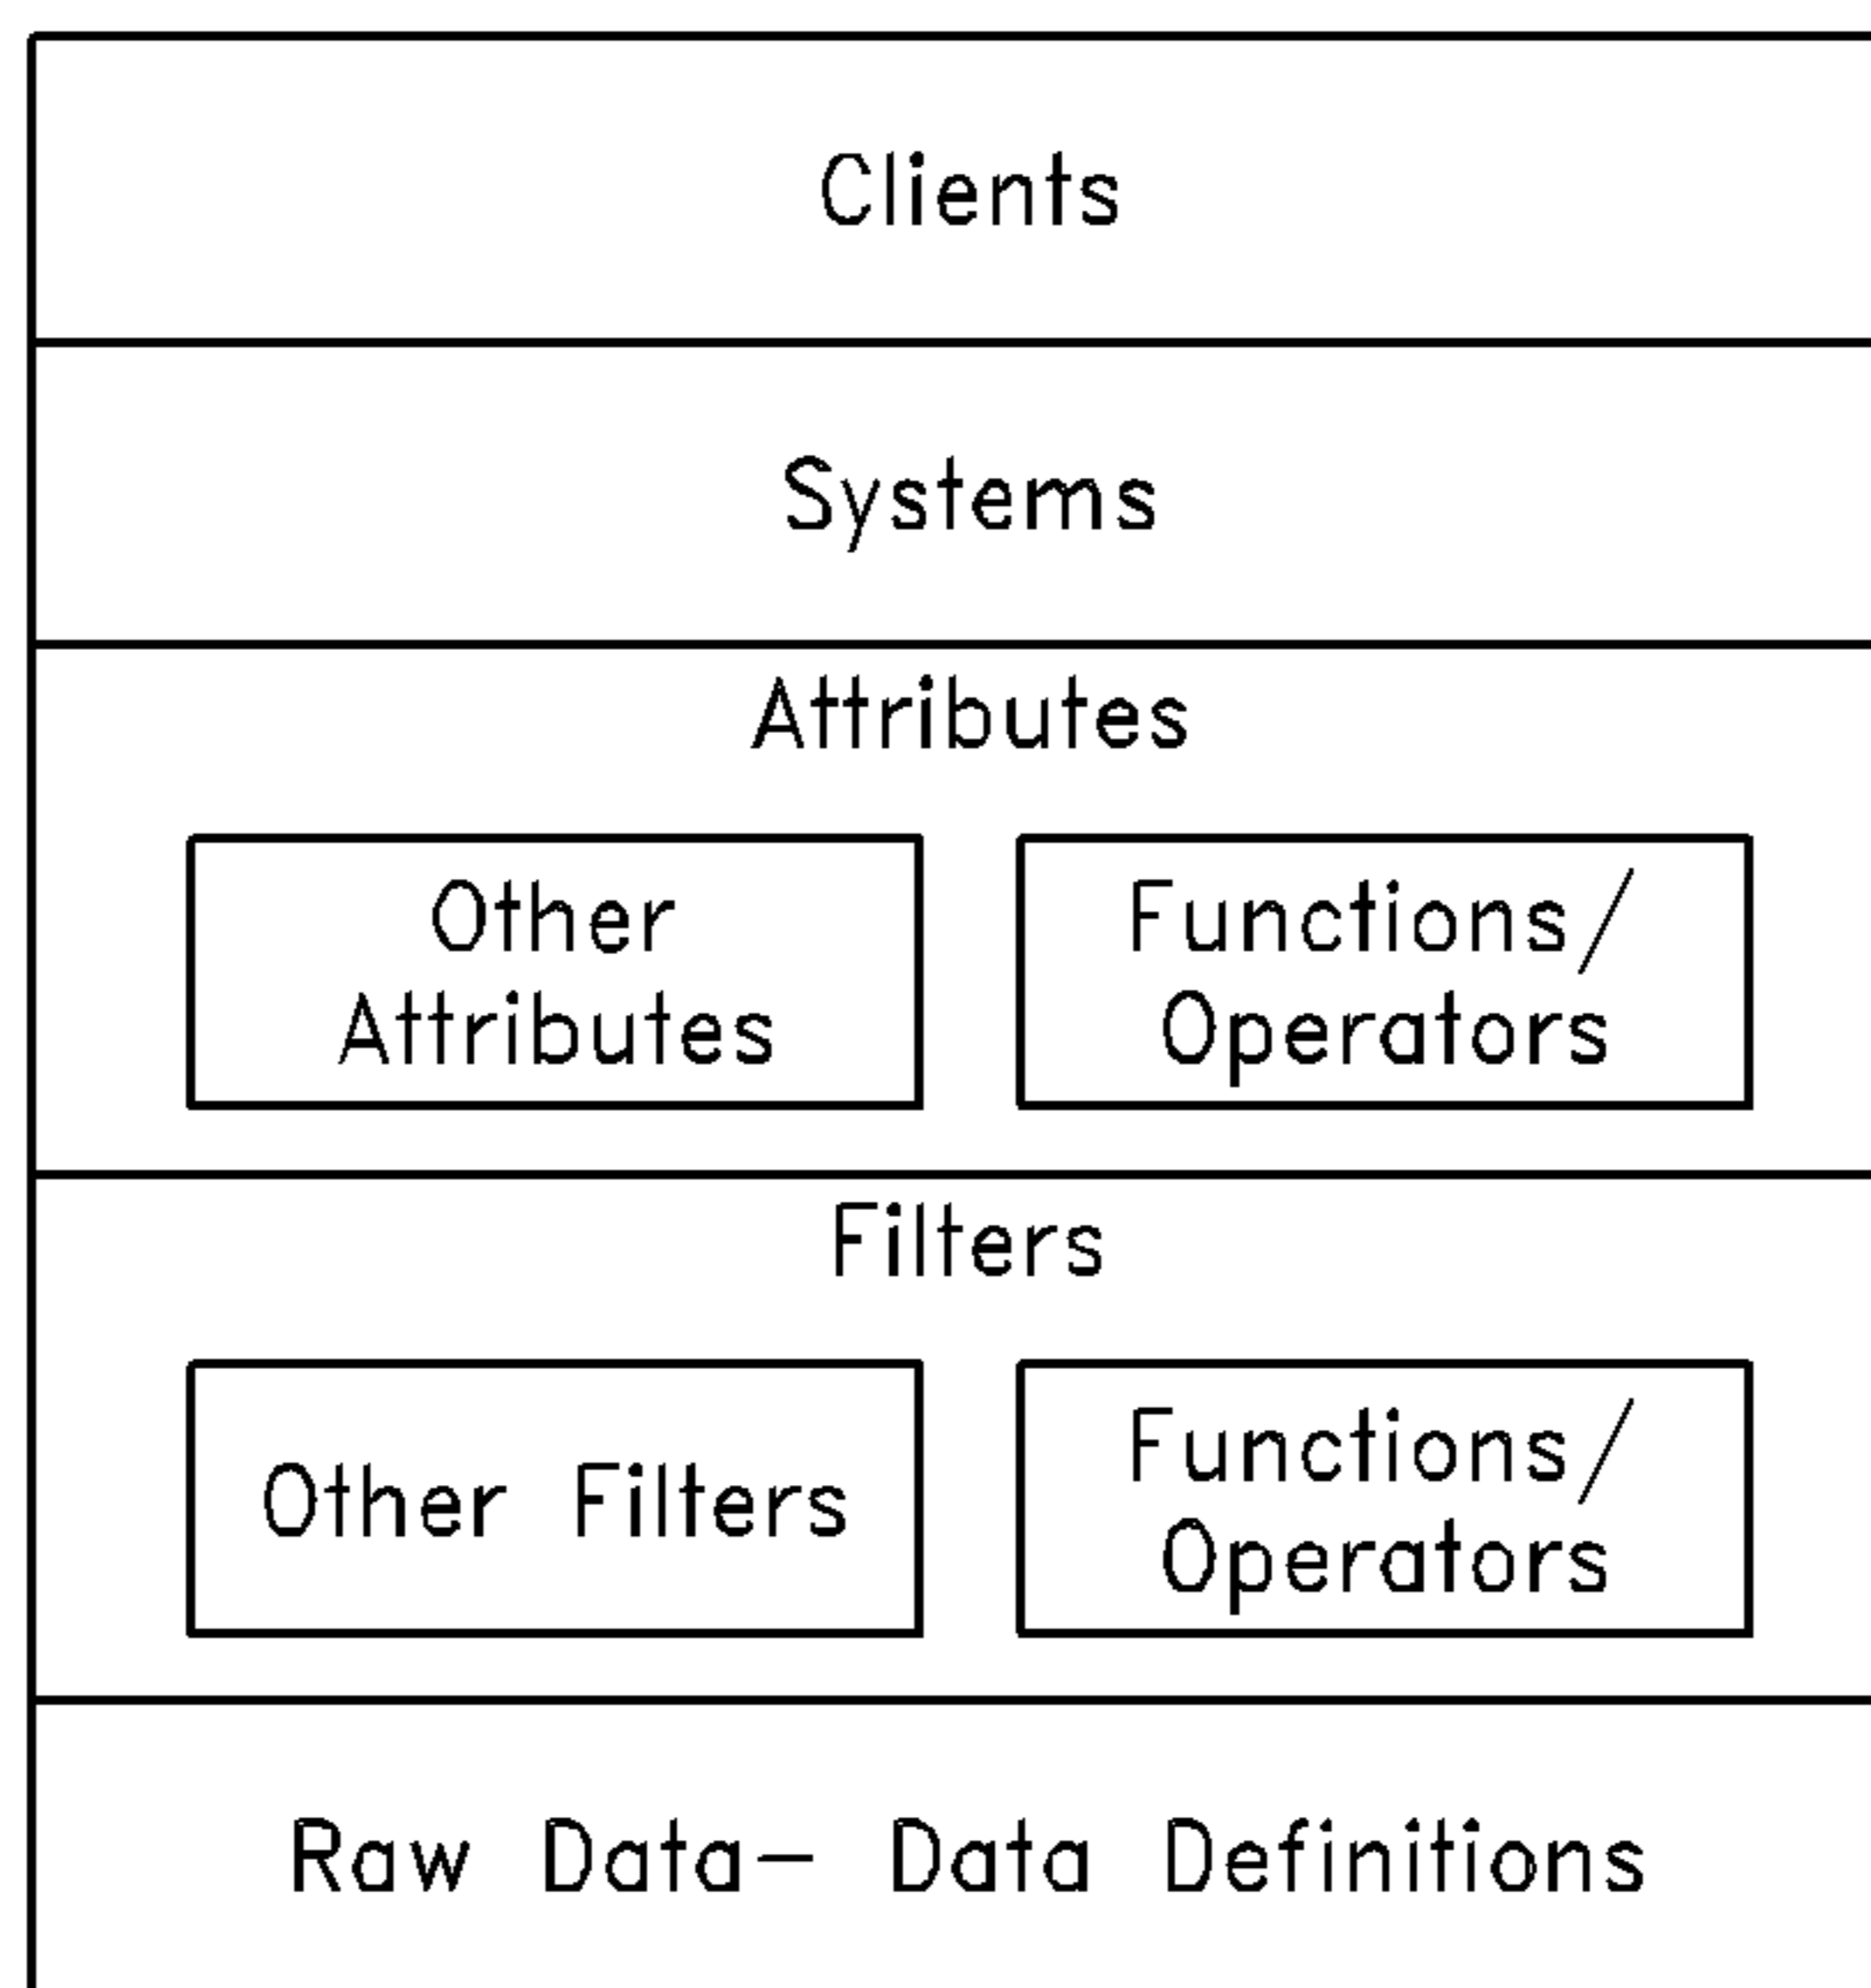 Clients
Systems
Attributes
Other
Attributes
Functions/
Operators
Filters
Other Filters
Functions/
Operators
Raw Data- Data Definitions